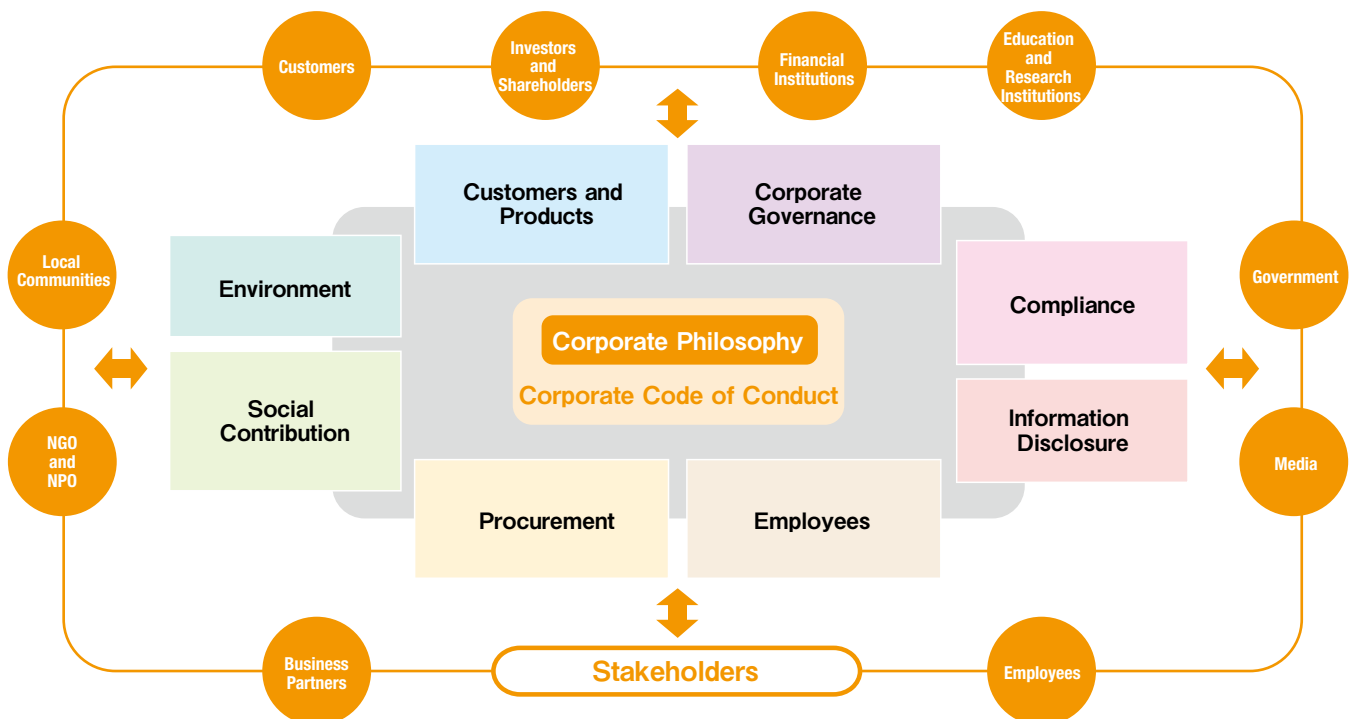 Customers
Investors
and
Shareholders
Financial
Institutions
Education
and
Research
Institutions
Customers and
Products
Corporate
Governance
Local
Communities
Environment
Compliance
Government
Corporate Philosophy
Corporate Code of Conduct
Social
Contribution
Information
Disclosure
NGO
and
NPO
Media
Procurement
Employees
Business
Partners
Stakeholders
Employees